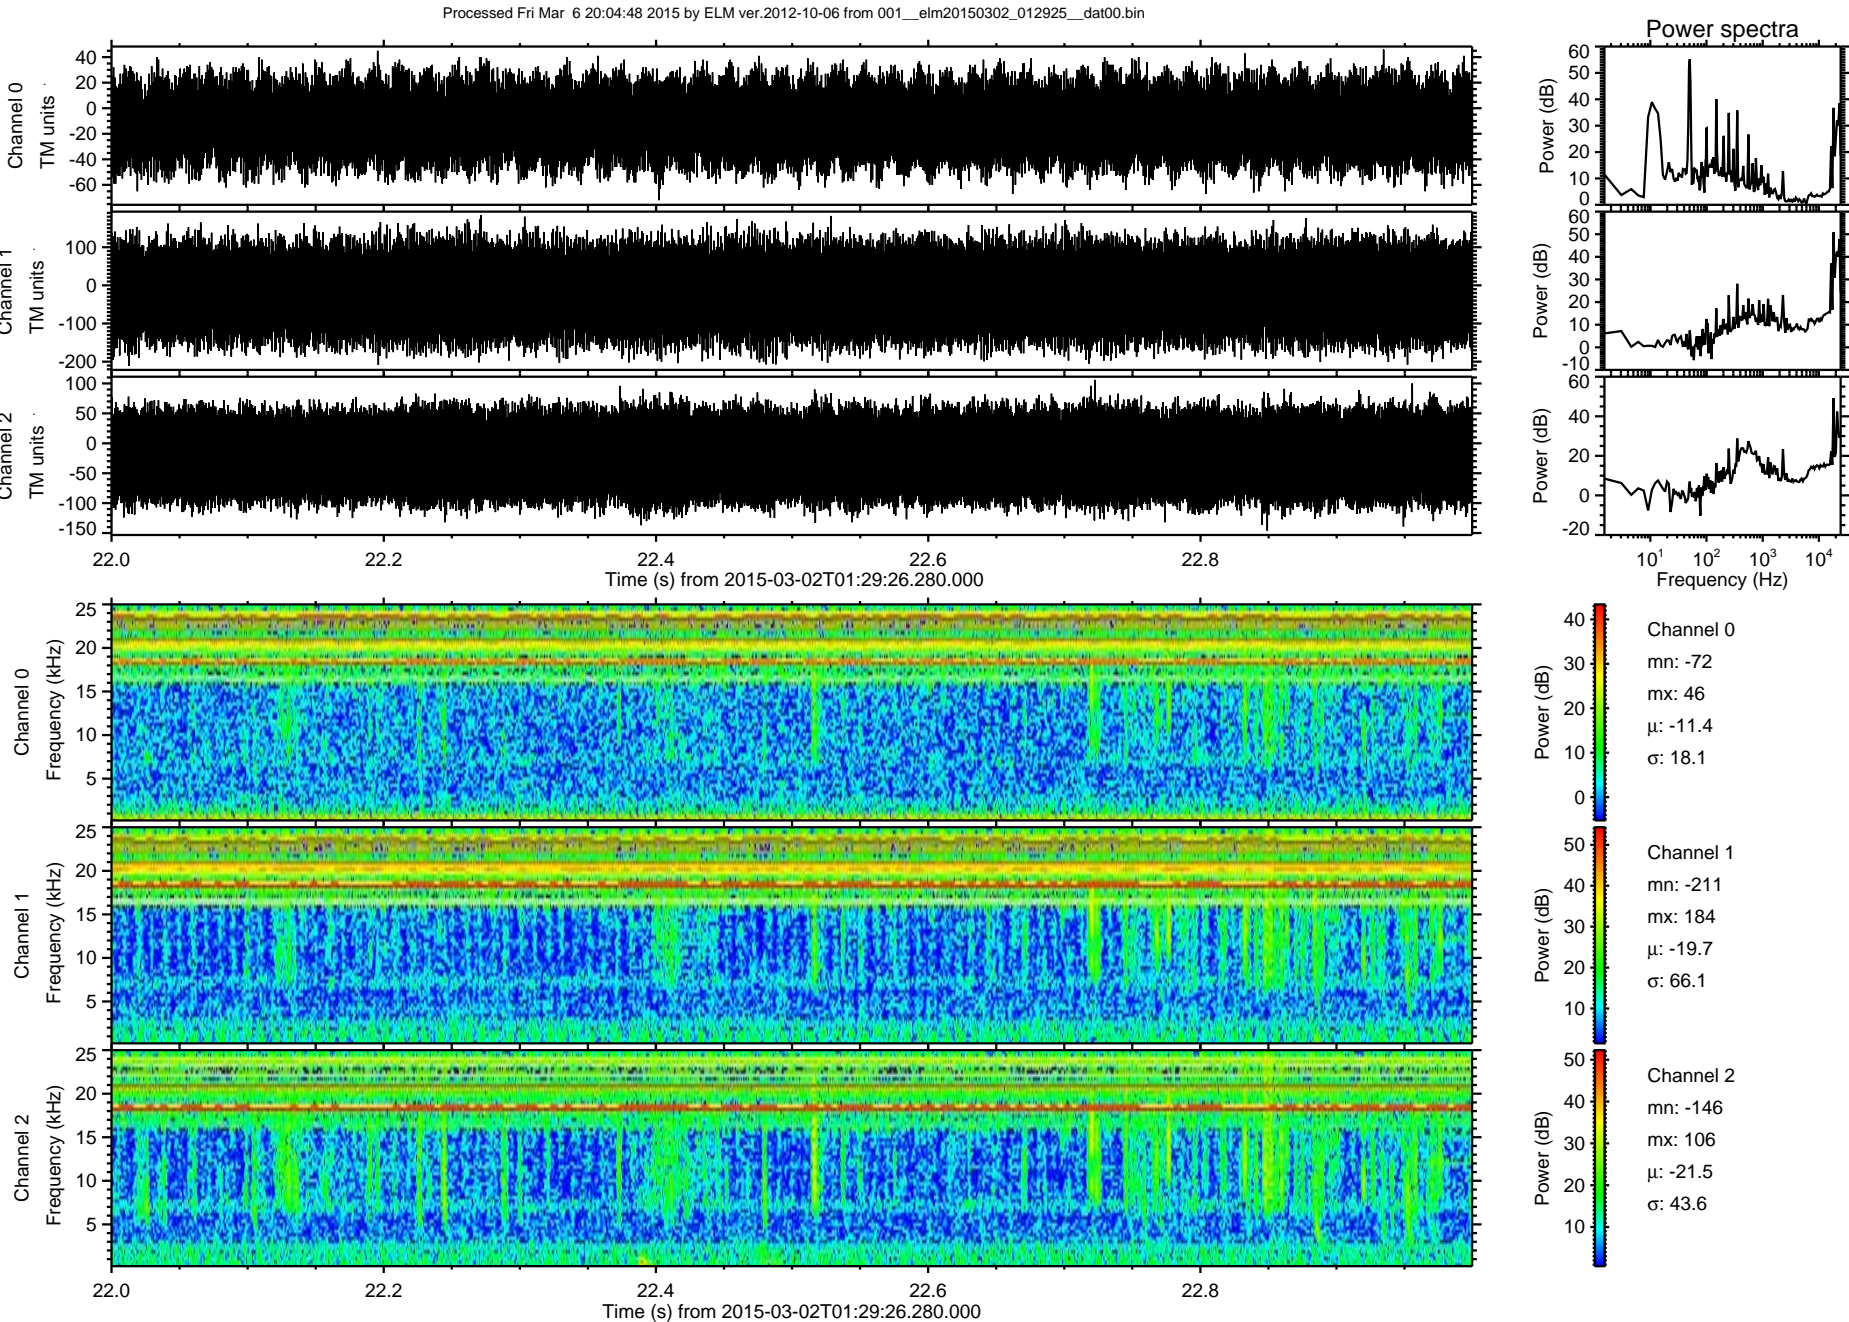 Processed Fri Mar 6 20:04:48 2015 by ELM ver.2012-10-06 from 001__elm20150302_012925__dat00.bin
Power spectra
Channel 0
TM units
40
20
0
-20
-40
-60
Power (dB)
60
50
40
30
20
10
0
Channel 1
TM units
100
0
-100
-200
Power (dB)
60
50
40
30
20
10
0
-10
Channel 2
TM units
100
50
0
-50
-100
-150
Power (dB)
60
40
20
0
-20
22.0 22.2 22.4 22.6 22.8
Time (s) from 2015-03-02T01:29:26.280.000
10^1 10^2 10^3 10^4
Frequency (Hz)
Channel 0
Frequency (kHz)
25
20
15
10
5
Power (dB)
40
30
20
10
0
Channel 0
mn: -72
mx: 46
μ: -11.4
σ: 18.1
Channel 1
Frequency (kHz)
25
20
15
10
5
Power (dB)
50
40
30
20
10
Channel 1
mn: -211
mx: 184
μ: -19.7
σ: 66.1
Channel 2
Frequency (kHz)
25
20
15
10
5
Power (dB)
50
40
30
20
10
Channel 2
mn: -146
mx: 106
μ: -21.5
σ: 43.6
22.0 22.2 22.4 22.6 22.8
Time (s) from 2015-03-02T01:29:26.280.000